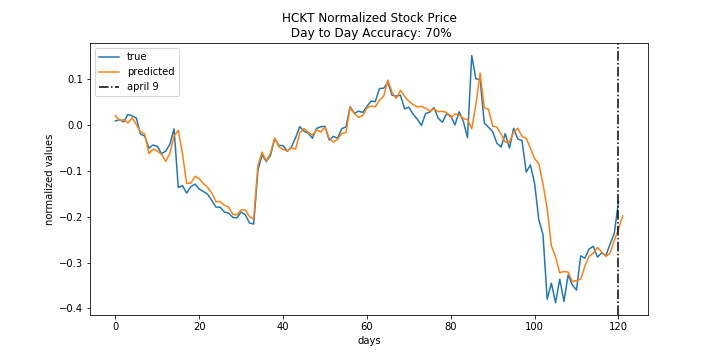 HCKT Normalized Stock Price
Day to Day Accuracy: 70%
true
predicted
april 9
normalized values
0.1
0.0
−0.1
−0.2
−0.3
−0.4
0
20
40
60
80
100
120
days